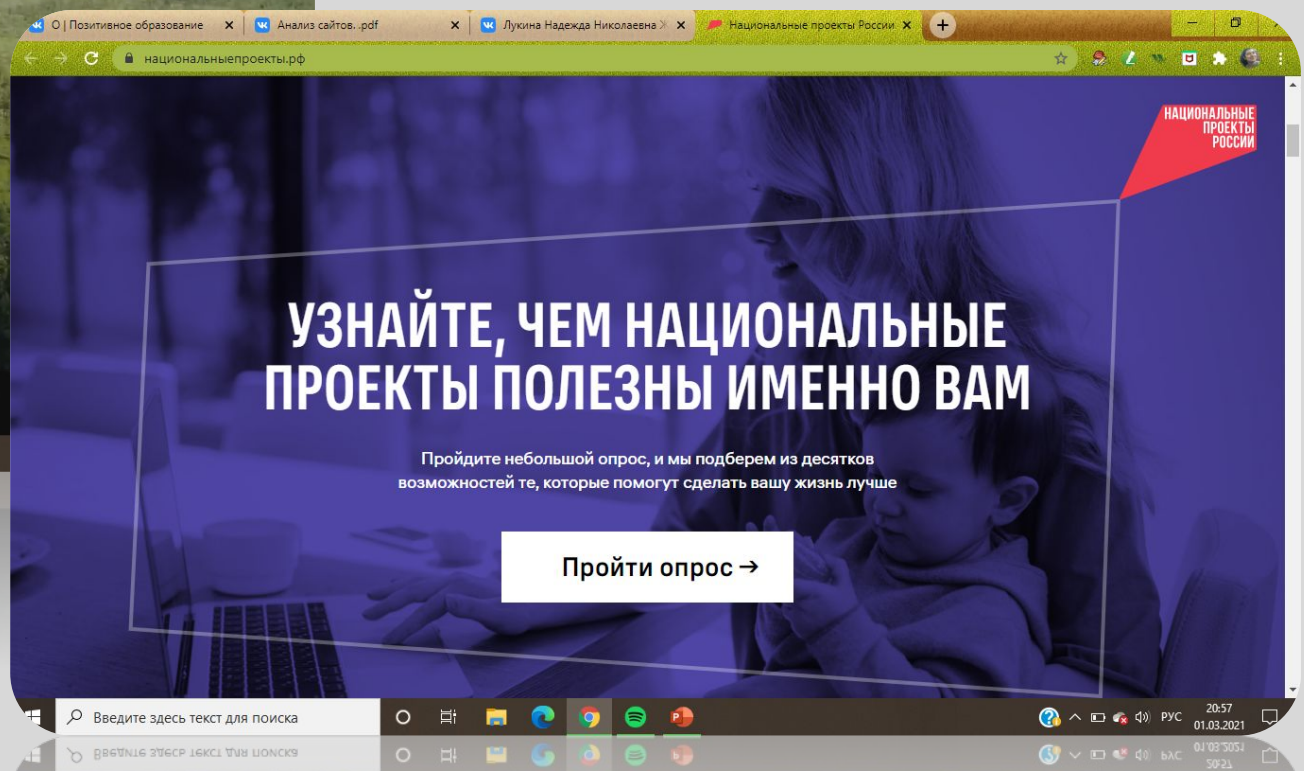 О | Позитивное образование
Анализ сайтов. .pdf
Лукина Надежда Николаевна Ж
Национальные проекты России
национальныепроекты.рф
НАЦИОНАЛЬНЫЕ
ПРОЕКТЫ
РОССИИ
УЗНАЙТЕ, ЧЕМ НАЦИОНАЛЬНЫЕ
ПРОЕКТЫ ПОЛЕЗНЫ ИМЕННО ВАМ
Пройдите небольшой опрос, и мы подберем из десятков
возможностей те, которые помогут сделать вашу жизнь лучше
Пройти опрос →
Введите здесь текст для поиска
РУС
20:57
01.03.2021